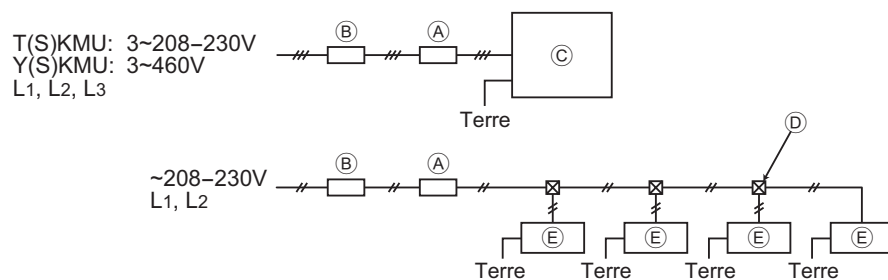 T(S)KMU: 3~208–230V
Y(S)KMU: 3~460V
L1, L2, L3
B
A
C
Terre
D
~208–230V
L1, L2
B
A
E
E
E
E
Terre
Terre
Terre
Terre